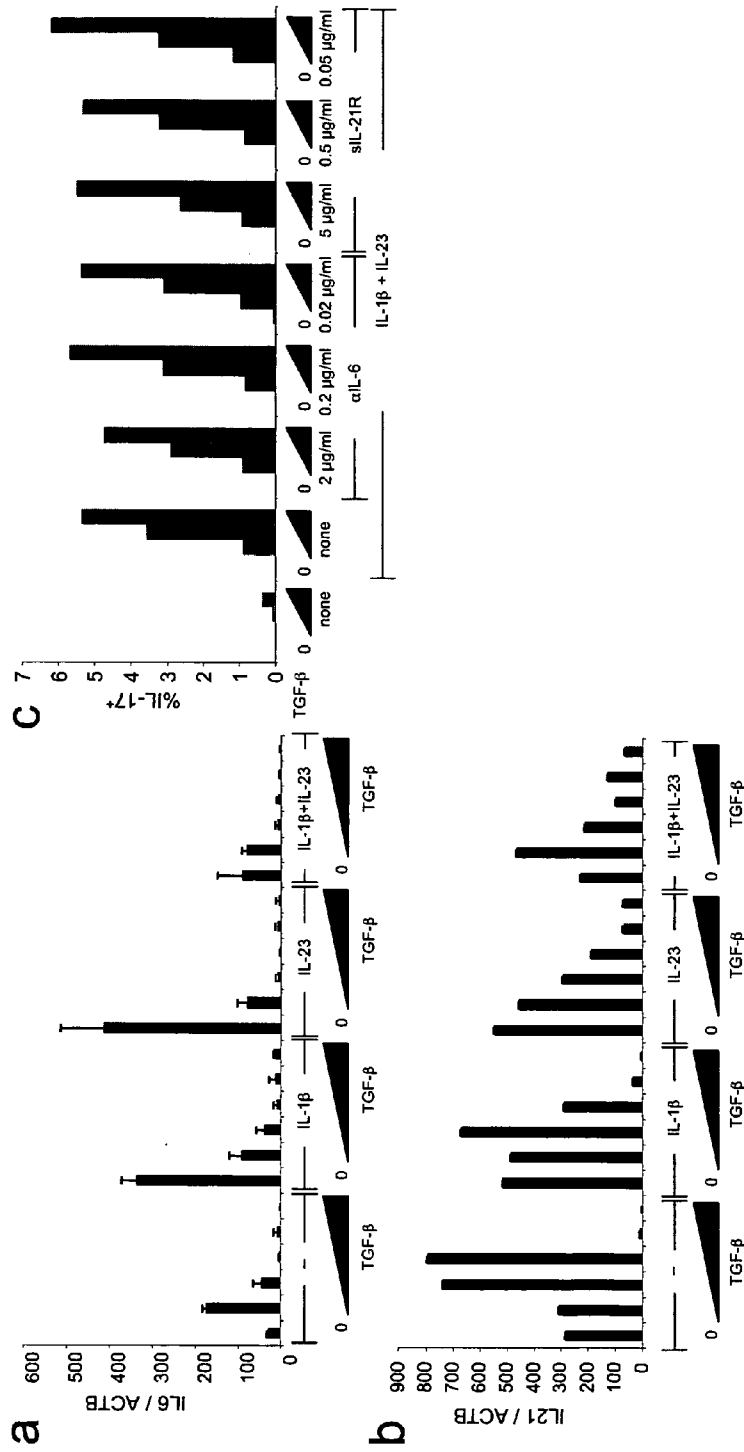 a
IL6 / ACTB
600
500
400
300
200
100
0
0
0
0
0
-
IL-1β
IL-23
IL-1β+IL-23
TGF-β
TGF-β
TGF-β
TGF-β
b
IL21 / ACTB
900
800
700
600
500
400
300
200
100
0
-
IL-1β
IL-23
IL-1β+IL-23
0
0
0
0
TGF-β
TGF-β
TGF-β
TGF-β
c
%IL-17⁺
7
6
5
4
3
2
1
0
TGF-β
0
0
0
0
0
0
0
0
none
none
2 µg/ml
0.2 µg/ml
0.02 µg/ml
5 µg/ml
0.5 µg/ml
0.05 µg/ml
αIL-6
sIL-21R
IL-1β + IL-23